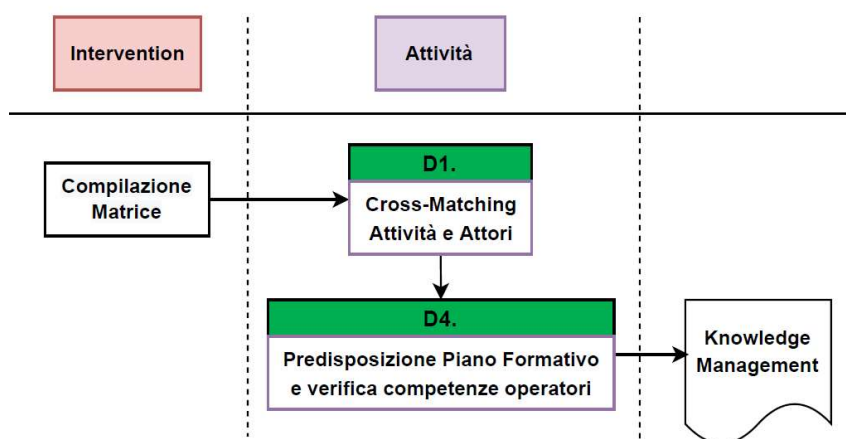 Intervention
Attività
Compilazione
Matrice
D1.
Cross-Matching
Attività e Attori
D4.
Predisposizione Piano Formativo
e verifica competenze operatori
Knowledge
Management